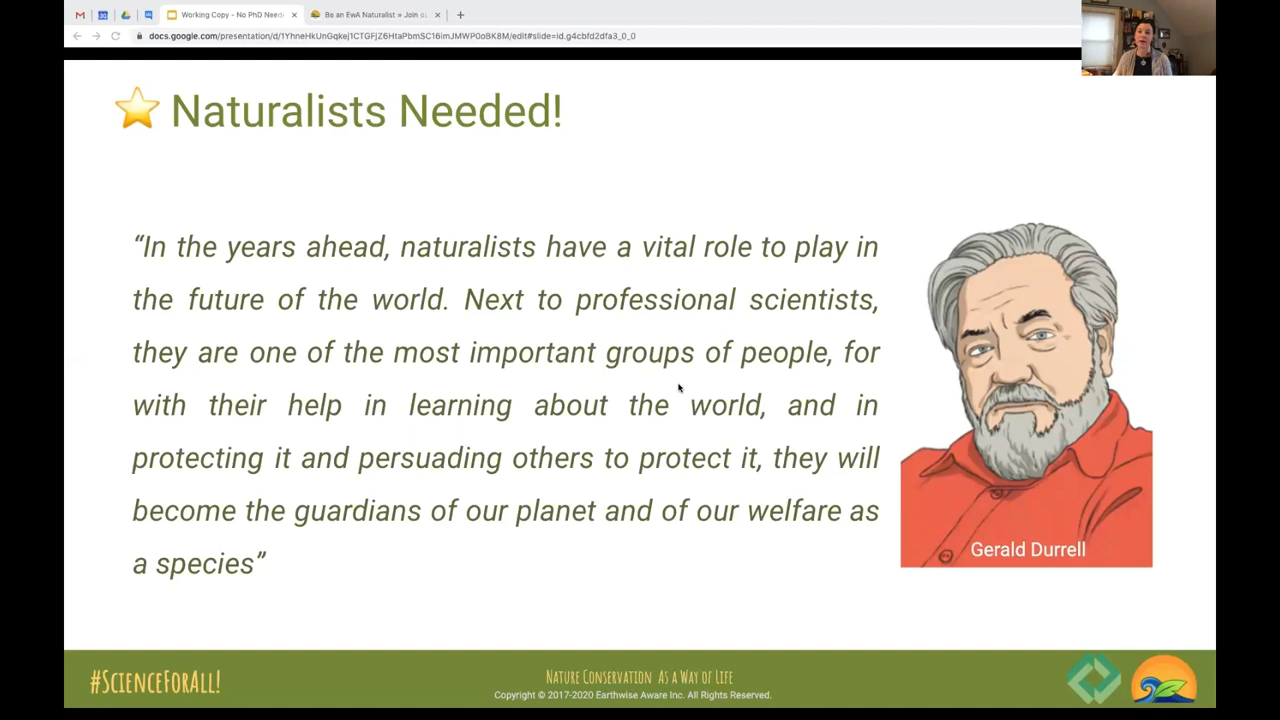 Working Copy - No PhD Need
Be an EwA Naturalist » Join ou
docs.google.com/presentation/d/1YhneHkUnGqkej1CTGFjZ6HtaPbmSC16inJMWP0oBK8M/edit#slide=id.g4cbfd2dfa3_0_0
Naturalists Needed!
“In the years ahead, naturalists have a vital role to play in
the future of the world. Next to professional scientists,
they are one of the most important groups of people, for
with their help in learning about the world, and in
protecting it and persuading others to protect it, they will
become the guardians of our planet and of our welfare as
a species”
Gerald Durrell
#ScienceForAll!
Nature Conservation As a Way of Life
Copyright © 2017-2020 Earthwise Aware Inc. All Rights Reserved.